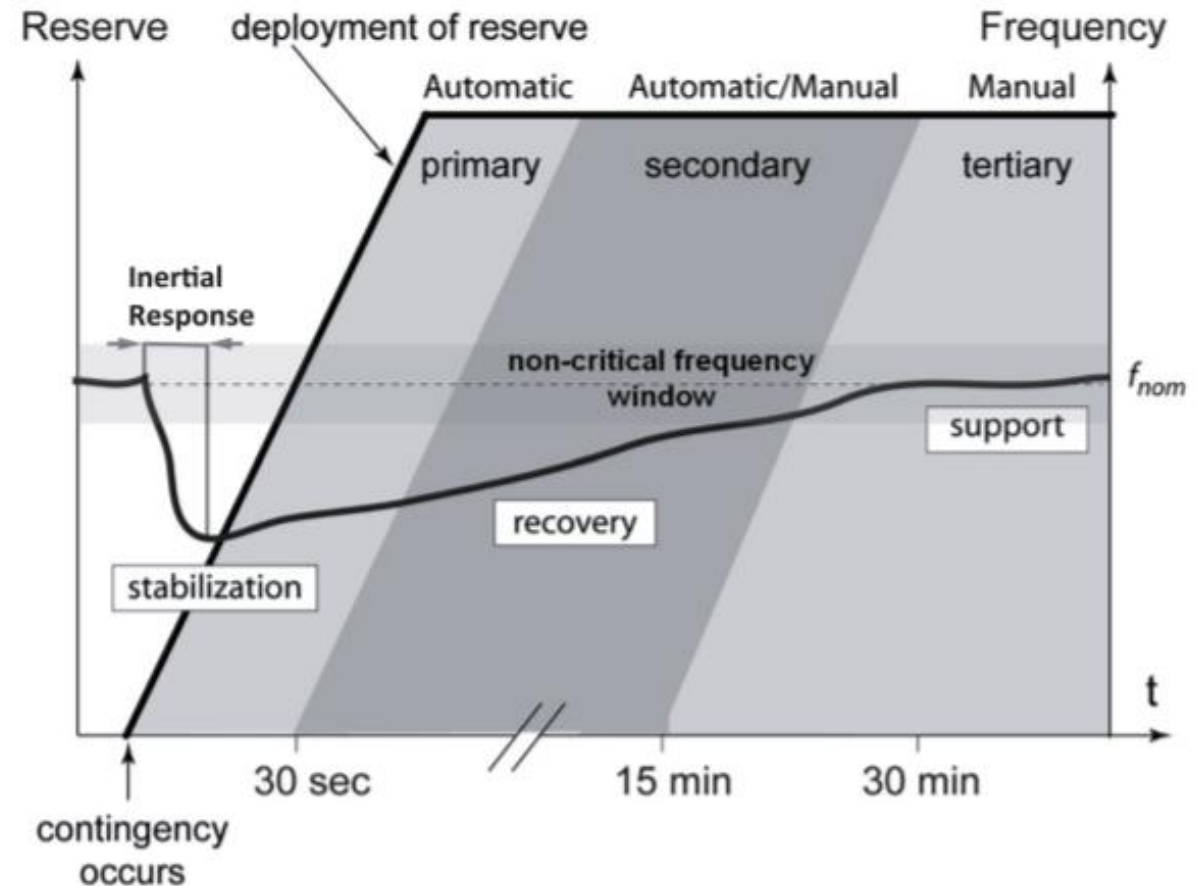 Reserve
deployment of reserve
Frequency
Automatic
Automatic/Manual
Manual
primary
secondary
tertiary
Inertial
Response
non-critical frequency
window
fnom
support
recovery
stabilization
t
30 sec
15 min
30 min
contingency
occurs